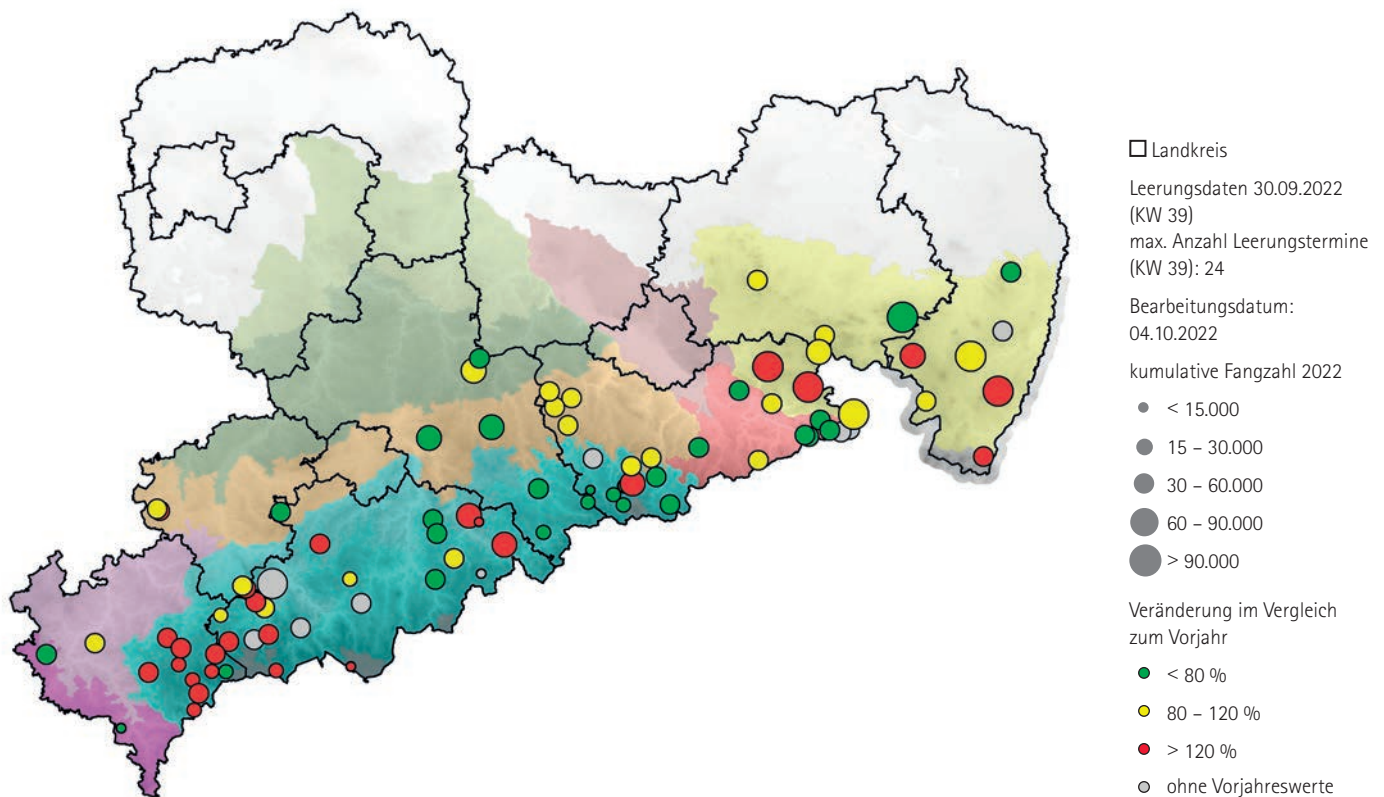 Landkreis
Leerungsdaten 30.09.2022
(KW 39)
max. Anzahl Leerungstermine
(KW 39): 24
Bearbeitungsdatum:
04.10.2022
kumulative Fangzahl 2022
< 15.000
15 – 30.000
30 – 60.000
60 – 90.000
> 90.000
Veränderung im Vergleich
zum Vorjahr
< 80 %
80 – 120 %
> 120 %
ohne Vorjahreswerte